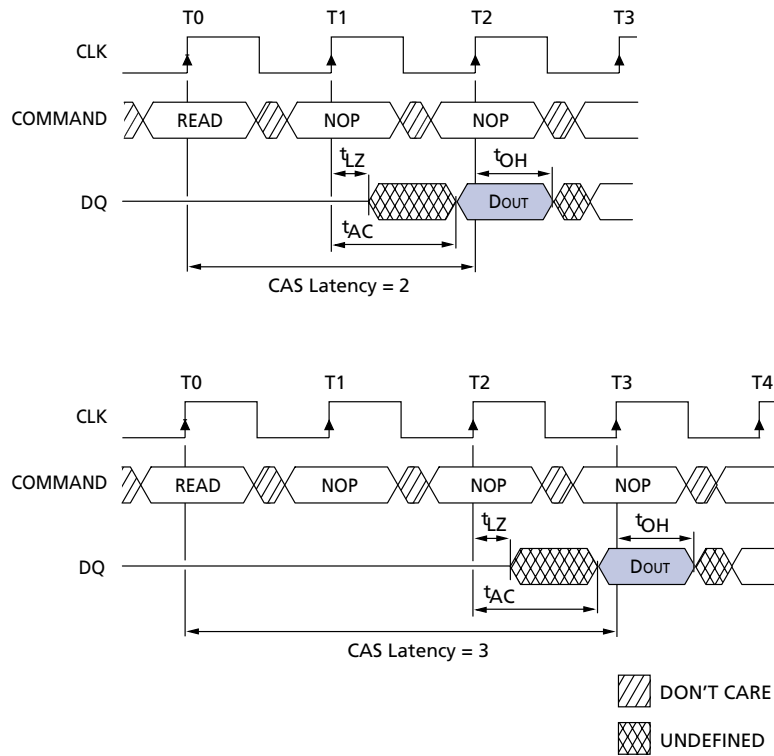 T0 T1 T2 T3
CLK
COMMAND READ NOP NOP
tLZ tOH
DQ DOUT
tAC
CAS Latency = 2
T0 T1 T2 T3 T4
CLK
COMMAND READ NOP NOP NOP
tLZ tOH
DQ DOUT
tAC
CAS Latency = 3
DON'T CARE
UNDEFINED